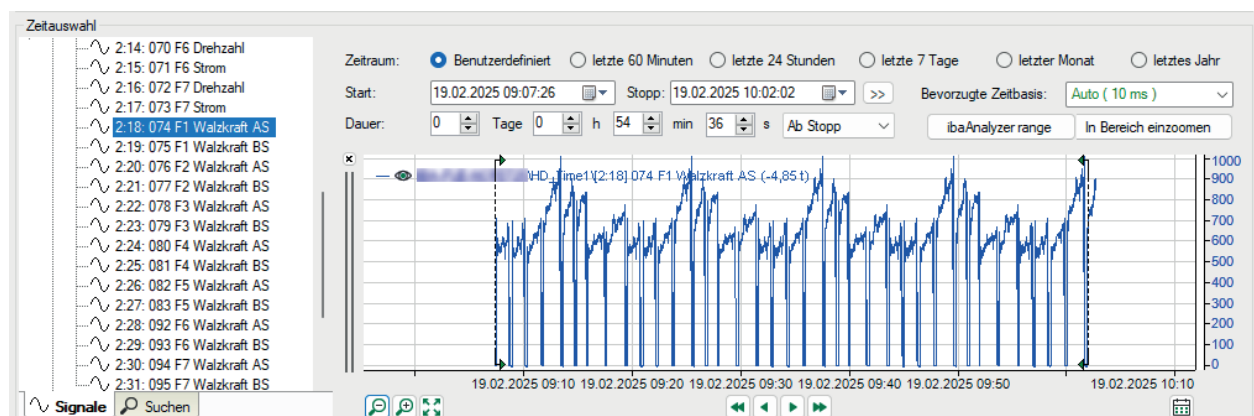 Zeitauswahl
2:14: 070 F6 Drehzahl
2:15: 071 F6 Strom
2:16: 072 F7 Drehzahl
2:17: 073 F7 Strom
2:18: 074 F1 Walzkraft AS
2:19: 075 F1 Walzkraft BS
2:20: 076 F2 Walzkraft AS
2:21: 077 F2 Walzkraft BS
2:22: 078 F3 Walzkraft AS
2:23: 079 F3 Walzkraft BS
2:24: 080 F4 Walzkraft AS
2:25: 081 F4 Walzkraft BS
2:26: 082 F5 Walzkraft AS
2:27: 083 F5 Walzkraft BS
2:28: 092 F6 Walzkraft AS
2:29: 093 F6 Walzkraft BS
2:30: 094 F7 Walzkraft AS
2:31: 095 F7 Walzkraft BS
Signale Suchen
Zeitraum: Benutzerdefiniert letzte 60 Minuten letzte 24 Stunden letzte 7 Tage letzter Monat letztes Jahr
Start: 19.02.2025 09:07:26 Stopp: 19.02.2025 10:02:02 >> Bevorzugte Zeitbasis: Auto ( 10 ms )
Dauer: 0 Tage 0 h 54 min 36 s Ab Stopp ibaAnalyzer range In Bereich einzoomen
\HD_Time1\[2:18] 074 F1 Walzkraft AS (-4,85 t)
1000
900
800
700
600
500
400
300
200
100
0
19.02.2025 09:10 19.02.2025 09:20 19.02.2025 09:30 19.02.2025 09:40 19.02.2025 09:50 19.02.2025 10:10